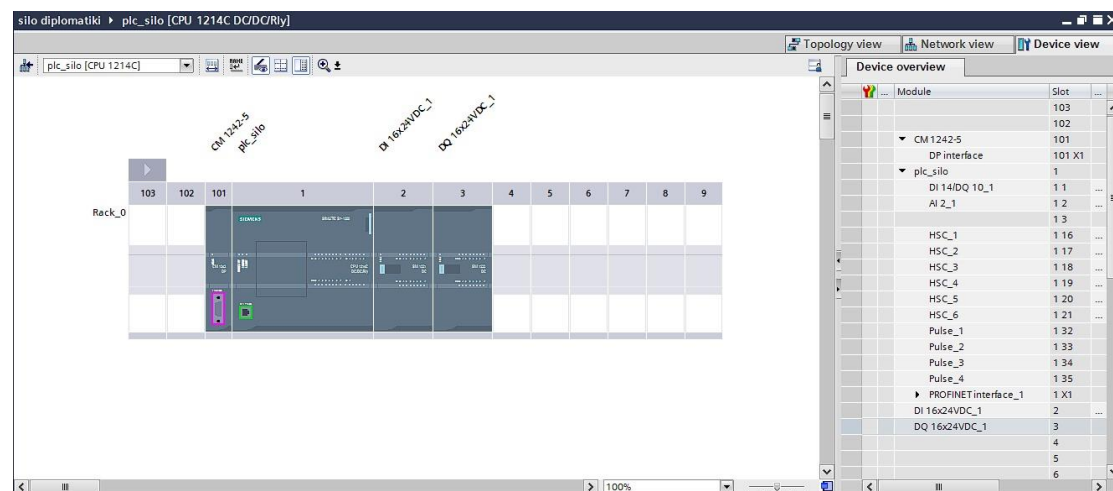 silo diplomatiki ▸ plc_silo [CPU 1214C DC/DC/Rly]
Topology view Network view Device view
plc_silo [CPU 1214C]
Device overview
... Module Slot ...
CM 1242-5
plc_silo
DI 16x24VDC_1
DQ 16x24VDC_1
103 102 101 1 2 3 4 5 6 7 8 9
Rack_0
SIEMENS
103
102
CM 1242-5 101
DP interface 101 X1
plc_silo 1
DI 14/DQ 10_1 1 1 ...
AI 2_1 1 2 ...
1 3
HSC_1 1 16 ...
HSC_2 1 17 ...
HSC_3 1 18 ...
HSC_4 1 19 ...
HSC_5 1 20 ...
HSC_6 1 21 ...
Pulse_1 1 32
Pulse_2 1 33
Pulse_3 1 34
Pulse_4 1 35
PROFINET interface_1 1 X1
DI 16x24VDC_1 2 ...
DQ 16x24VDC_1 3
4
5
6
100%